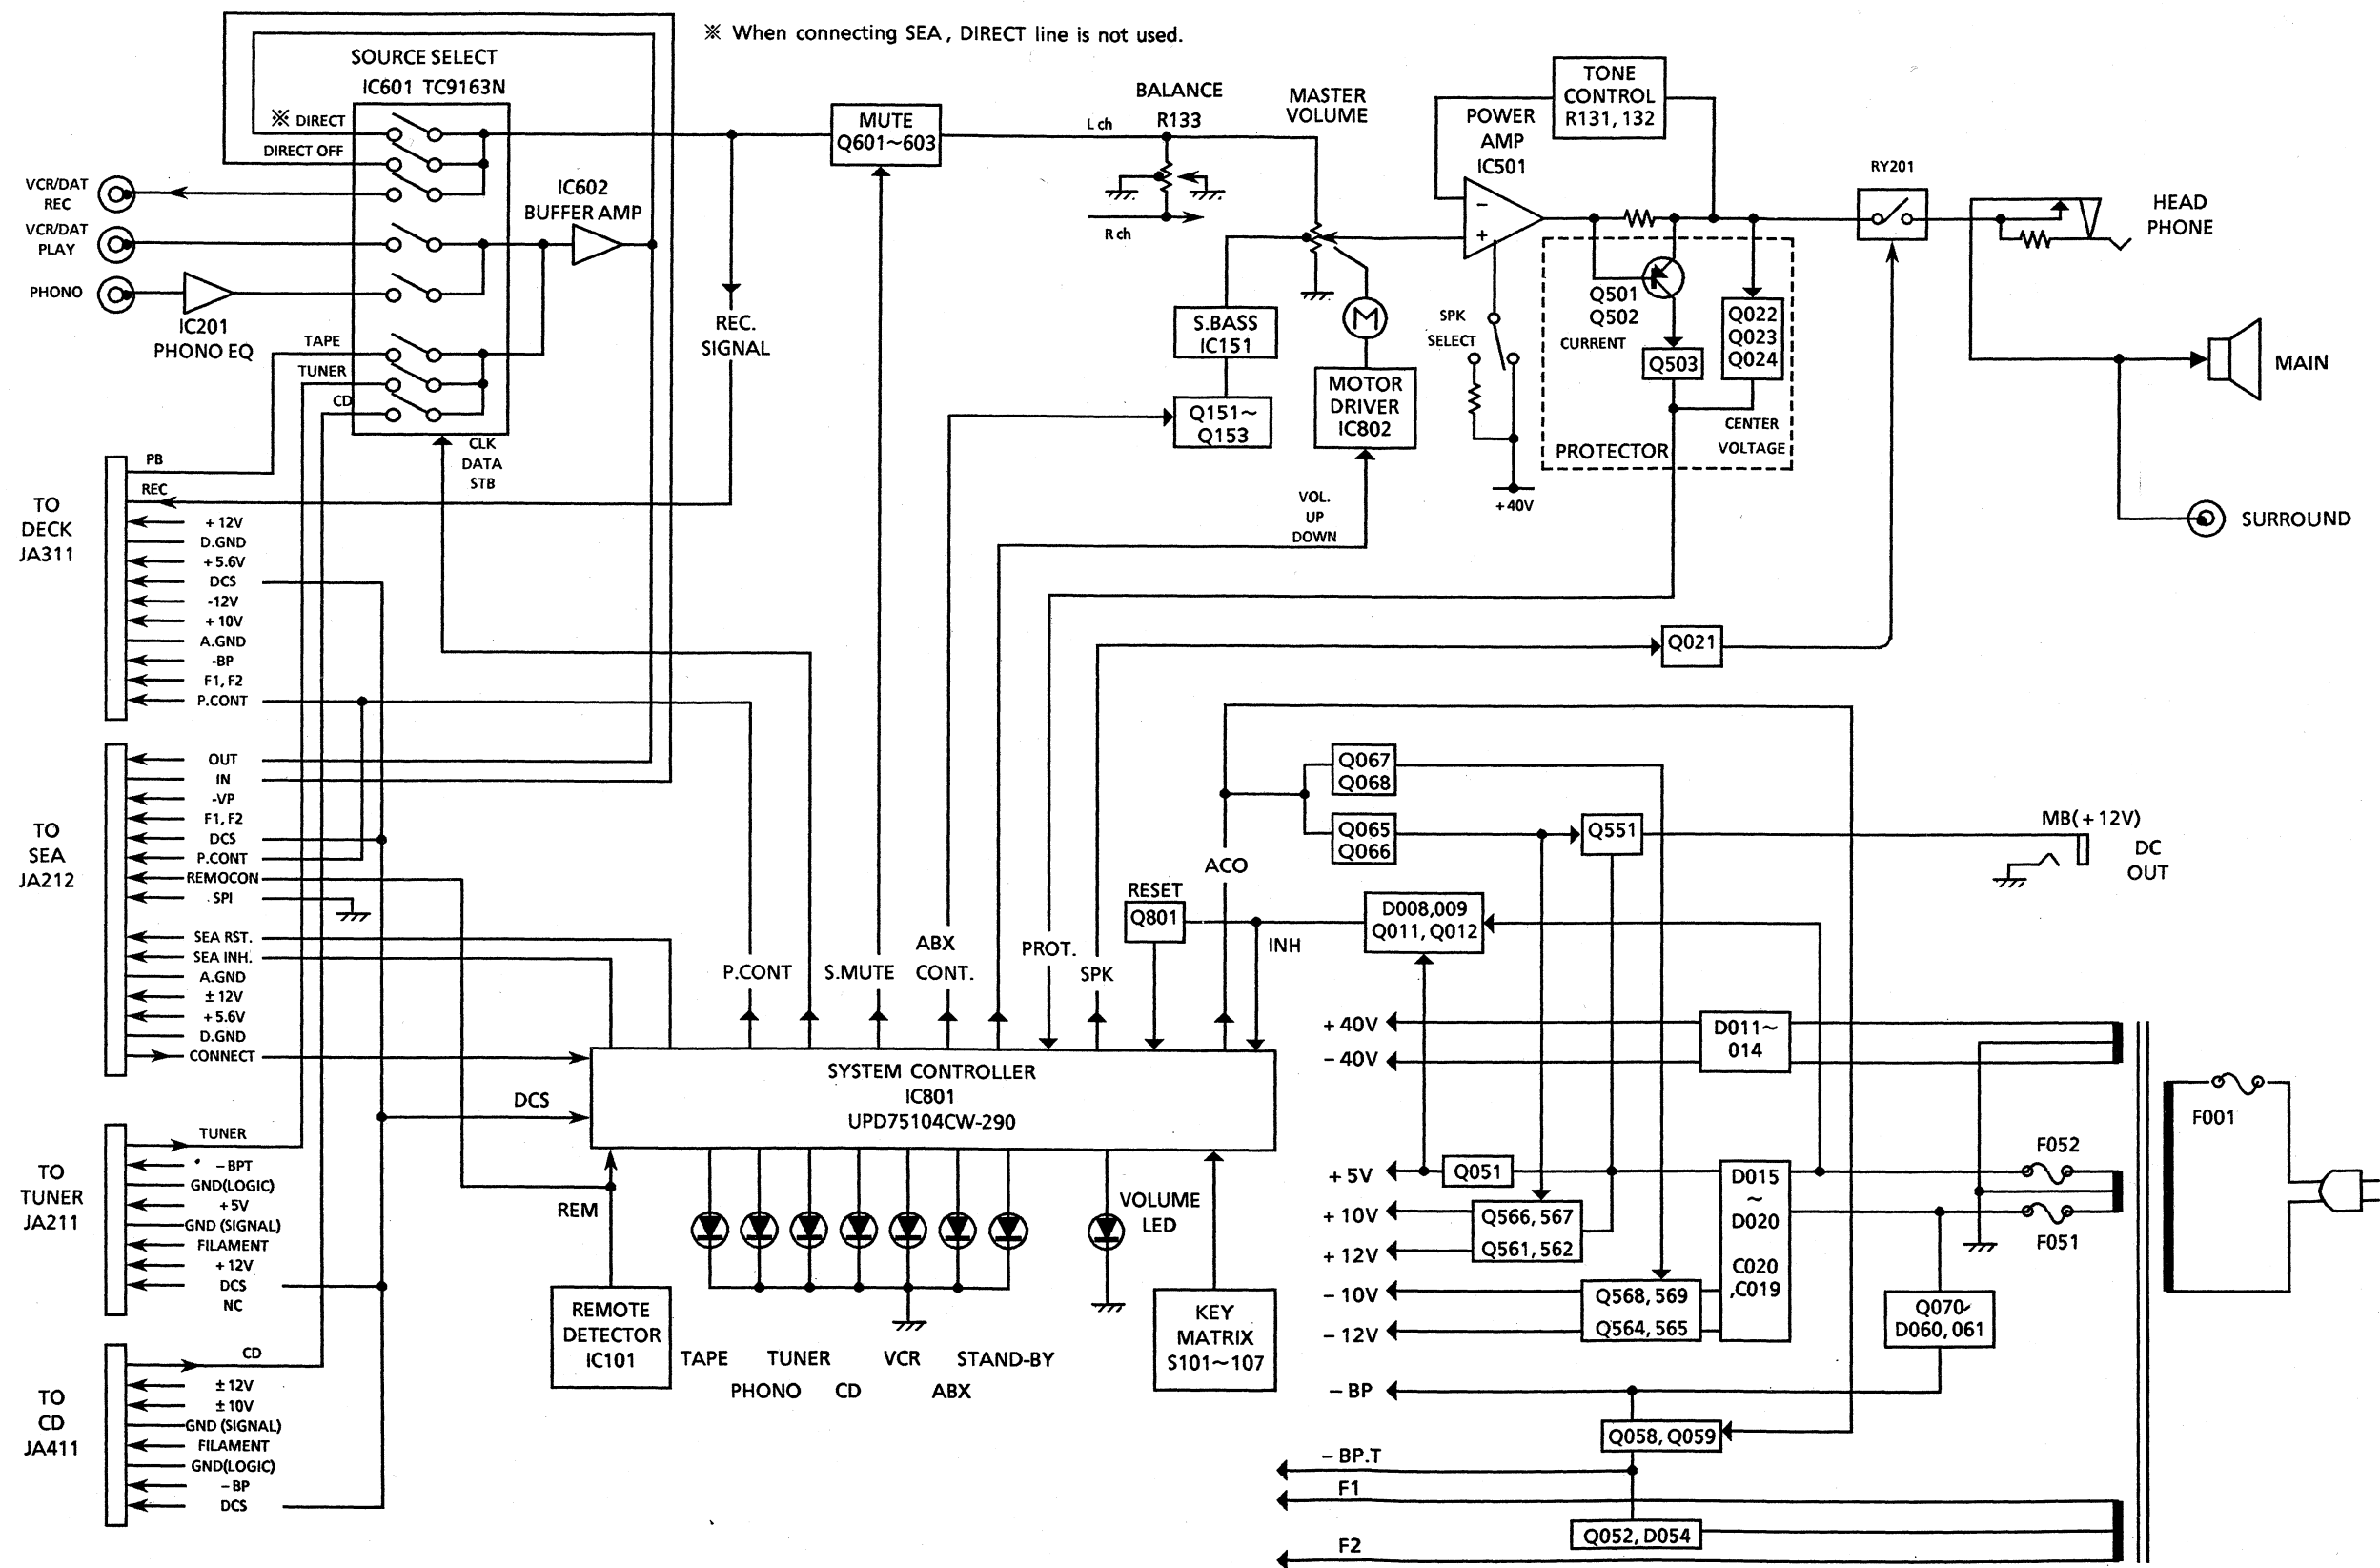 ※ When connecting SEA, DIRECT line is not used.
SOURCE SELECT
IC601 TC9163N
※ DIRECT
DIRECT OFF
VCR/DAT
REC
VCR/DAT
PLAY
PHONO
IC201
PHONO EQ
IC602
BUFFER AMP
TAPE
TUNER
CD
CLK
DATA
STB
REC.
SIGNAL
MUTE
Q601~603
L ch
BALANCE
R133
R ch
MASTER
VOLUME
S.BASS
IC151
Q151~
Q153
M
MOTOR
DRIVER
IC802
VOL.
UP
DOWN
POWER
AMP
IC501
TONE
CONTROL
R131, 132
−
+
SPK
SELECT
+40V
Q501
Q502
CURRENT
Q503
Q022
Q023
Q024
CENTER
VOLTAGE
PROTECTOR
RY201
HEAD
PHONE
MAIN
SURROUND
Q021
TO
DECK
JA311
PB
REC
+12V
D.GND
+5.6V
DCS
-12V
+10V
A.GND
-BP
F1, F2
P.CONT
TO
SEA
JA212
OUT
IN
-VP
F1, F2
DCS
P.CONT
REMOCON
SPI
SEA RST.
SEA INH.
A.GND
±12V
+5.6V
D.GND
CONNECT
TO
TUNER
JA211
TUNER
−BPT
GND(LOGIC)
+5V
GND (SIGNAL)
FILAMENT
+12V
DCS
NC
TO
CD
JA411
CD
±12V
±10V
GND (SIGNAL)
FILAMENT
GND(LOGIC)
−BP
DCS
P.CONT
S.MUTE
ABX
CONT.
PROT.
SPK
RESET
Q801
ACO
INH
DCS
SYSTEM CONTROLLER
IC801
UPD75104CW-290
REM
REMOTE
DETECTOR
IC101
TAPE TUNER VCR STAND-BY
PHONO CD ABX
VOLUME
LED
KEY
MATRIX
S101~107
Q067
Q068
Q065
Q066
Q551
MB(+12V)
DC
OUT
D008,009
Q011, Q012
+40V
−40V
D011~
014
+5V
Q051
+10V
+12V
Q566, 567
Q561, 562
−10V
−12V
Q568, 569
Q564, 565
D015
~
D020
C020
,C019
F052
F051
F001
Q070
D060, 061
−BP
Q058, Q059
−BP.T
F1
Q052, D054
F2